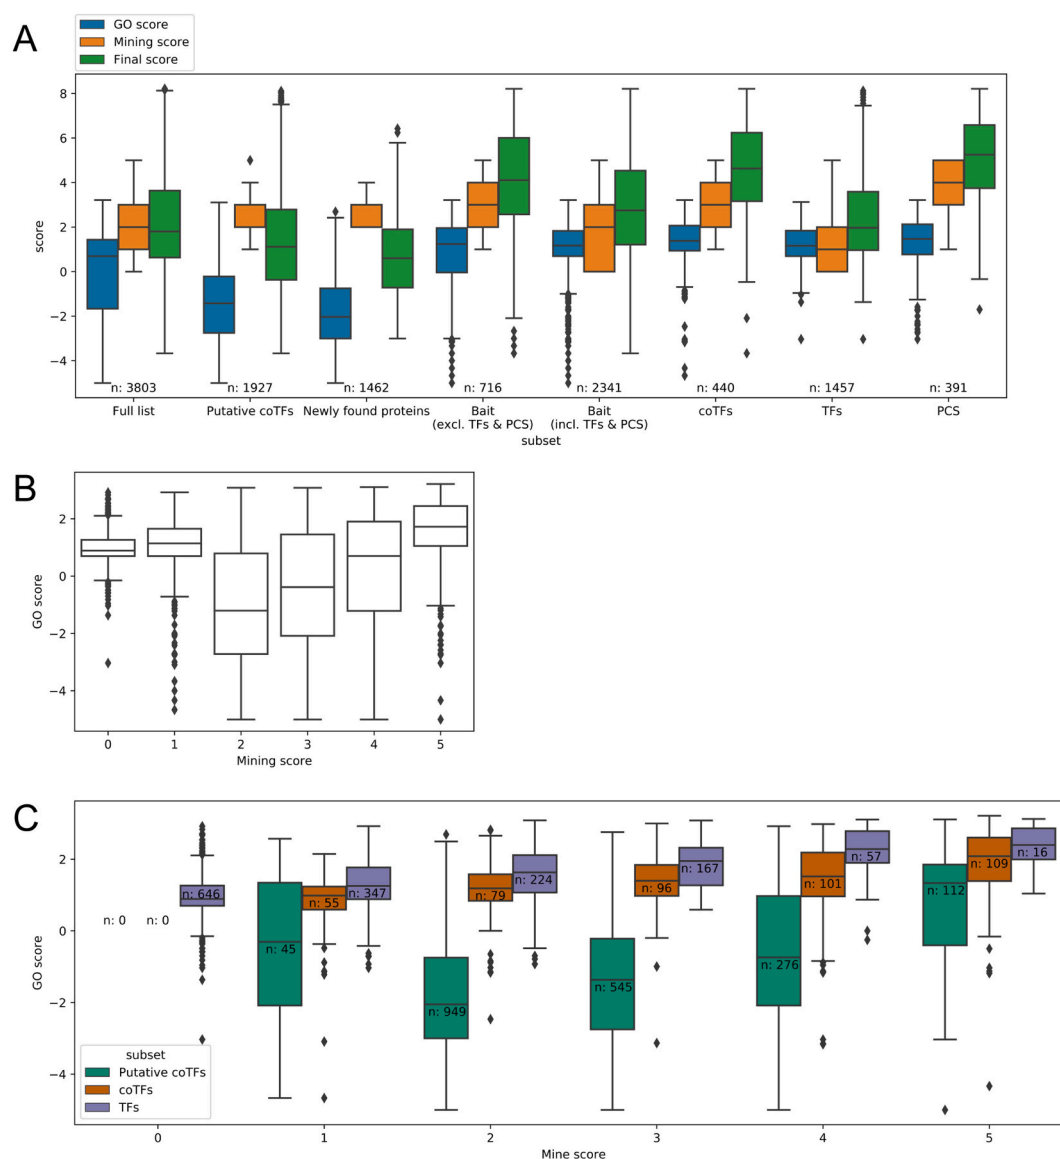 A
GO score
Mining score
Final score
8
6
4
2
0
−2
−4
score
n: 3803
n: 1927
n: 1462
n: 716
n: 2341
n: 440
n: 1457
n: 391
Full list
Putative coTFs
Newly found proteins
Bait
(excl. TFs & PCS)
Bait
(incl. TFs & PCS)
coTFs
TFs
PCS
subset
B
2
0
−2
−4
GO score
0 1 2 3 4 5
Mining score
C
2
0
−2
−4
GO score
n: 0
n: 0
n: 646
n: 45
n: 55
n: 347
n: 949
n: 79
n: 224
n: 545
n: 96
n: 167
n: 276
n: 101
n: 57
n: 112
n: 109
n: 16
subset
Putative coTFs
coTFs
TFs
0 1 2 3 4 5
Mine score